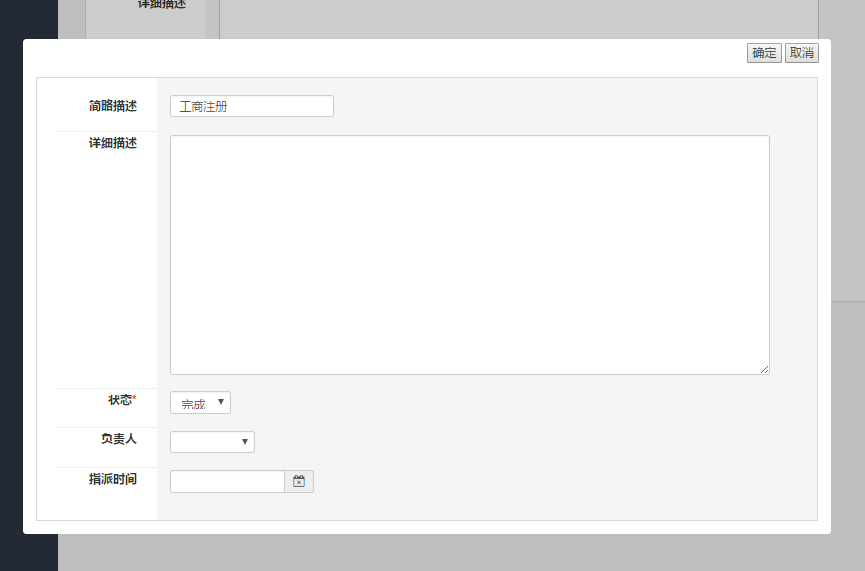 详细描述
确定 取消
简略描述 工商注册
详细描述
状态* 完成
负责人
指派时间